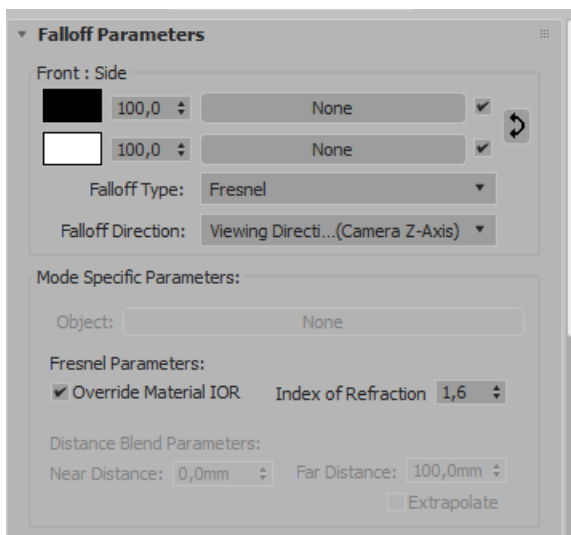 Falloff Parameters
Front : Side
100,0 None
100,0 None
Falloff Type: Fresnel
Falloff Direction: Viewing Directi...(Camera Z-Axis)
Mode Specific Parameters:
Object: None
Fresnel Parameters:
Override Material IOR Index of Refraction 1,6
Distance Blend Parameters:
Near Distance: 0,0mm Far Distance: 100,0mm
Extrapolate